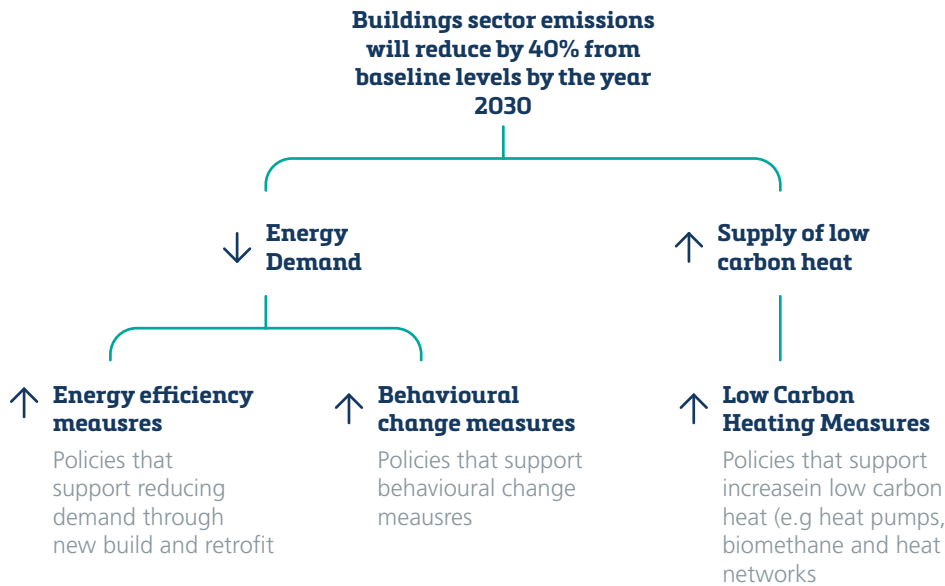 Buildings sector emissions
will reduce by 40% from
baseline levels by the year
2030
Energy
Demand
Supply of low
carbon heat
Energy efficiency
meausres
Policies that
support reducing
demand through
new build and retrofit
Behavioural
change measures
Policies that support
behavioural change
meausres
Low Carbon
Heating Measures
Policies that support
increasein low carbon
heat (e.g heat pumps,
biomethane and heat
networks